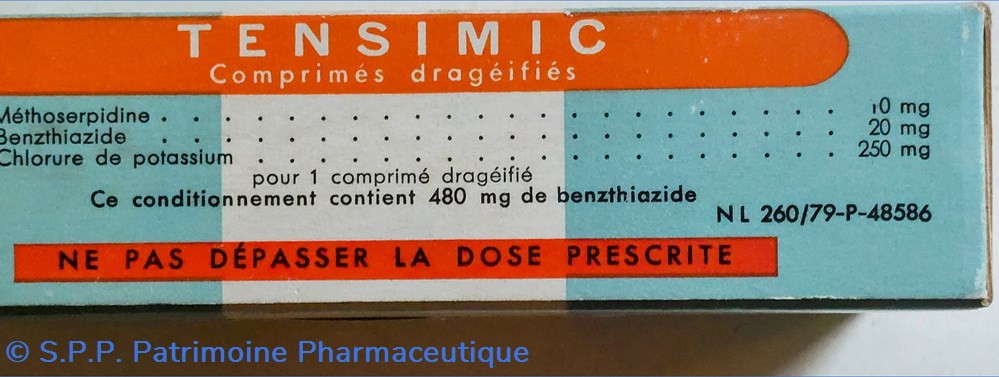 TENSIMIC
Comprimés dragéifiés
Méthoserpidine . . . . . . . . . . . . . . . . . . . . . . . 10 mg
Benzthiazide . . . . . . . . . . . . . . . . . . . . . . . 20 mg
Chlorure de potassium . . . . . . . . . . . . . . . . . . . 250 mg
pour 1 comprimé dragéifié
Ce conditionnement contient 480 mg de benzthiazide
NL 260/79-P-48586
NE PAS DÉPASSER LA DOSE PRESCRITE
© S.P.P. Patrimoine Pharmaceutique